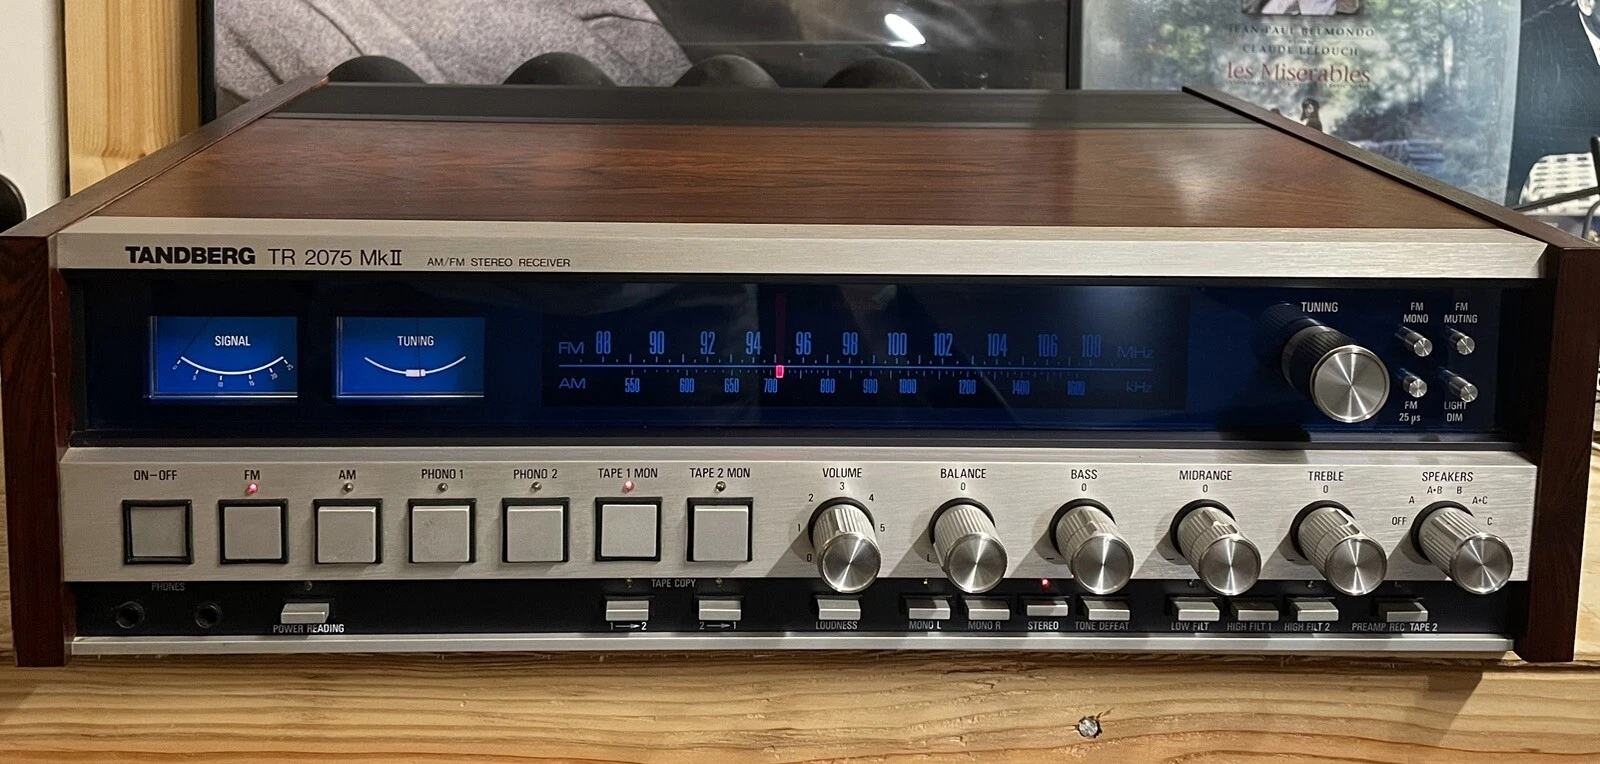 JEAN-PAUL BELMONDO
CLAUDE LELOUCH
les Misérables
TANDBERG TR 2075 MkII AM/FM STEREO RECEIVER
SIGNAL
0 5 10 15 20
TUNING
FM 88 90 92 94 96 98 100 102 104 106 108 MHz
AM 550 600 650 700 800 900 1000 1200 1400 1600 kHz
TUNING
FM MONO
FM MUTING
FM 25 µs
LIGHT DIM
ON-OFF FM AM PHONO 1 PHONO 2 TAPE 1 MON TAPE 2 MON
VOLUME
0 1 2 3 4 5
BALANCE
0
L
BASS
0
MIDRANGE
0
TREBLE
0
SPEAKERS
OFF A A+B B A+C C
PHONES
POWER READING
TAPE COPY
1→2 2→1
LOUDNESS MONO L MONO R STEREO TONE DEFEAT LOW FILT HIGH FILT 1 HIGH FILT 2 PREAMP REC TAPE 2